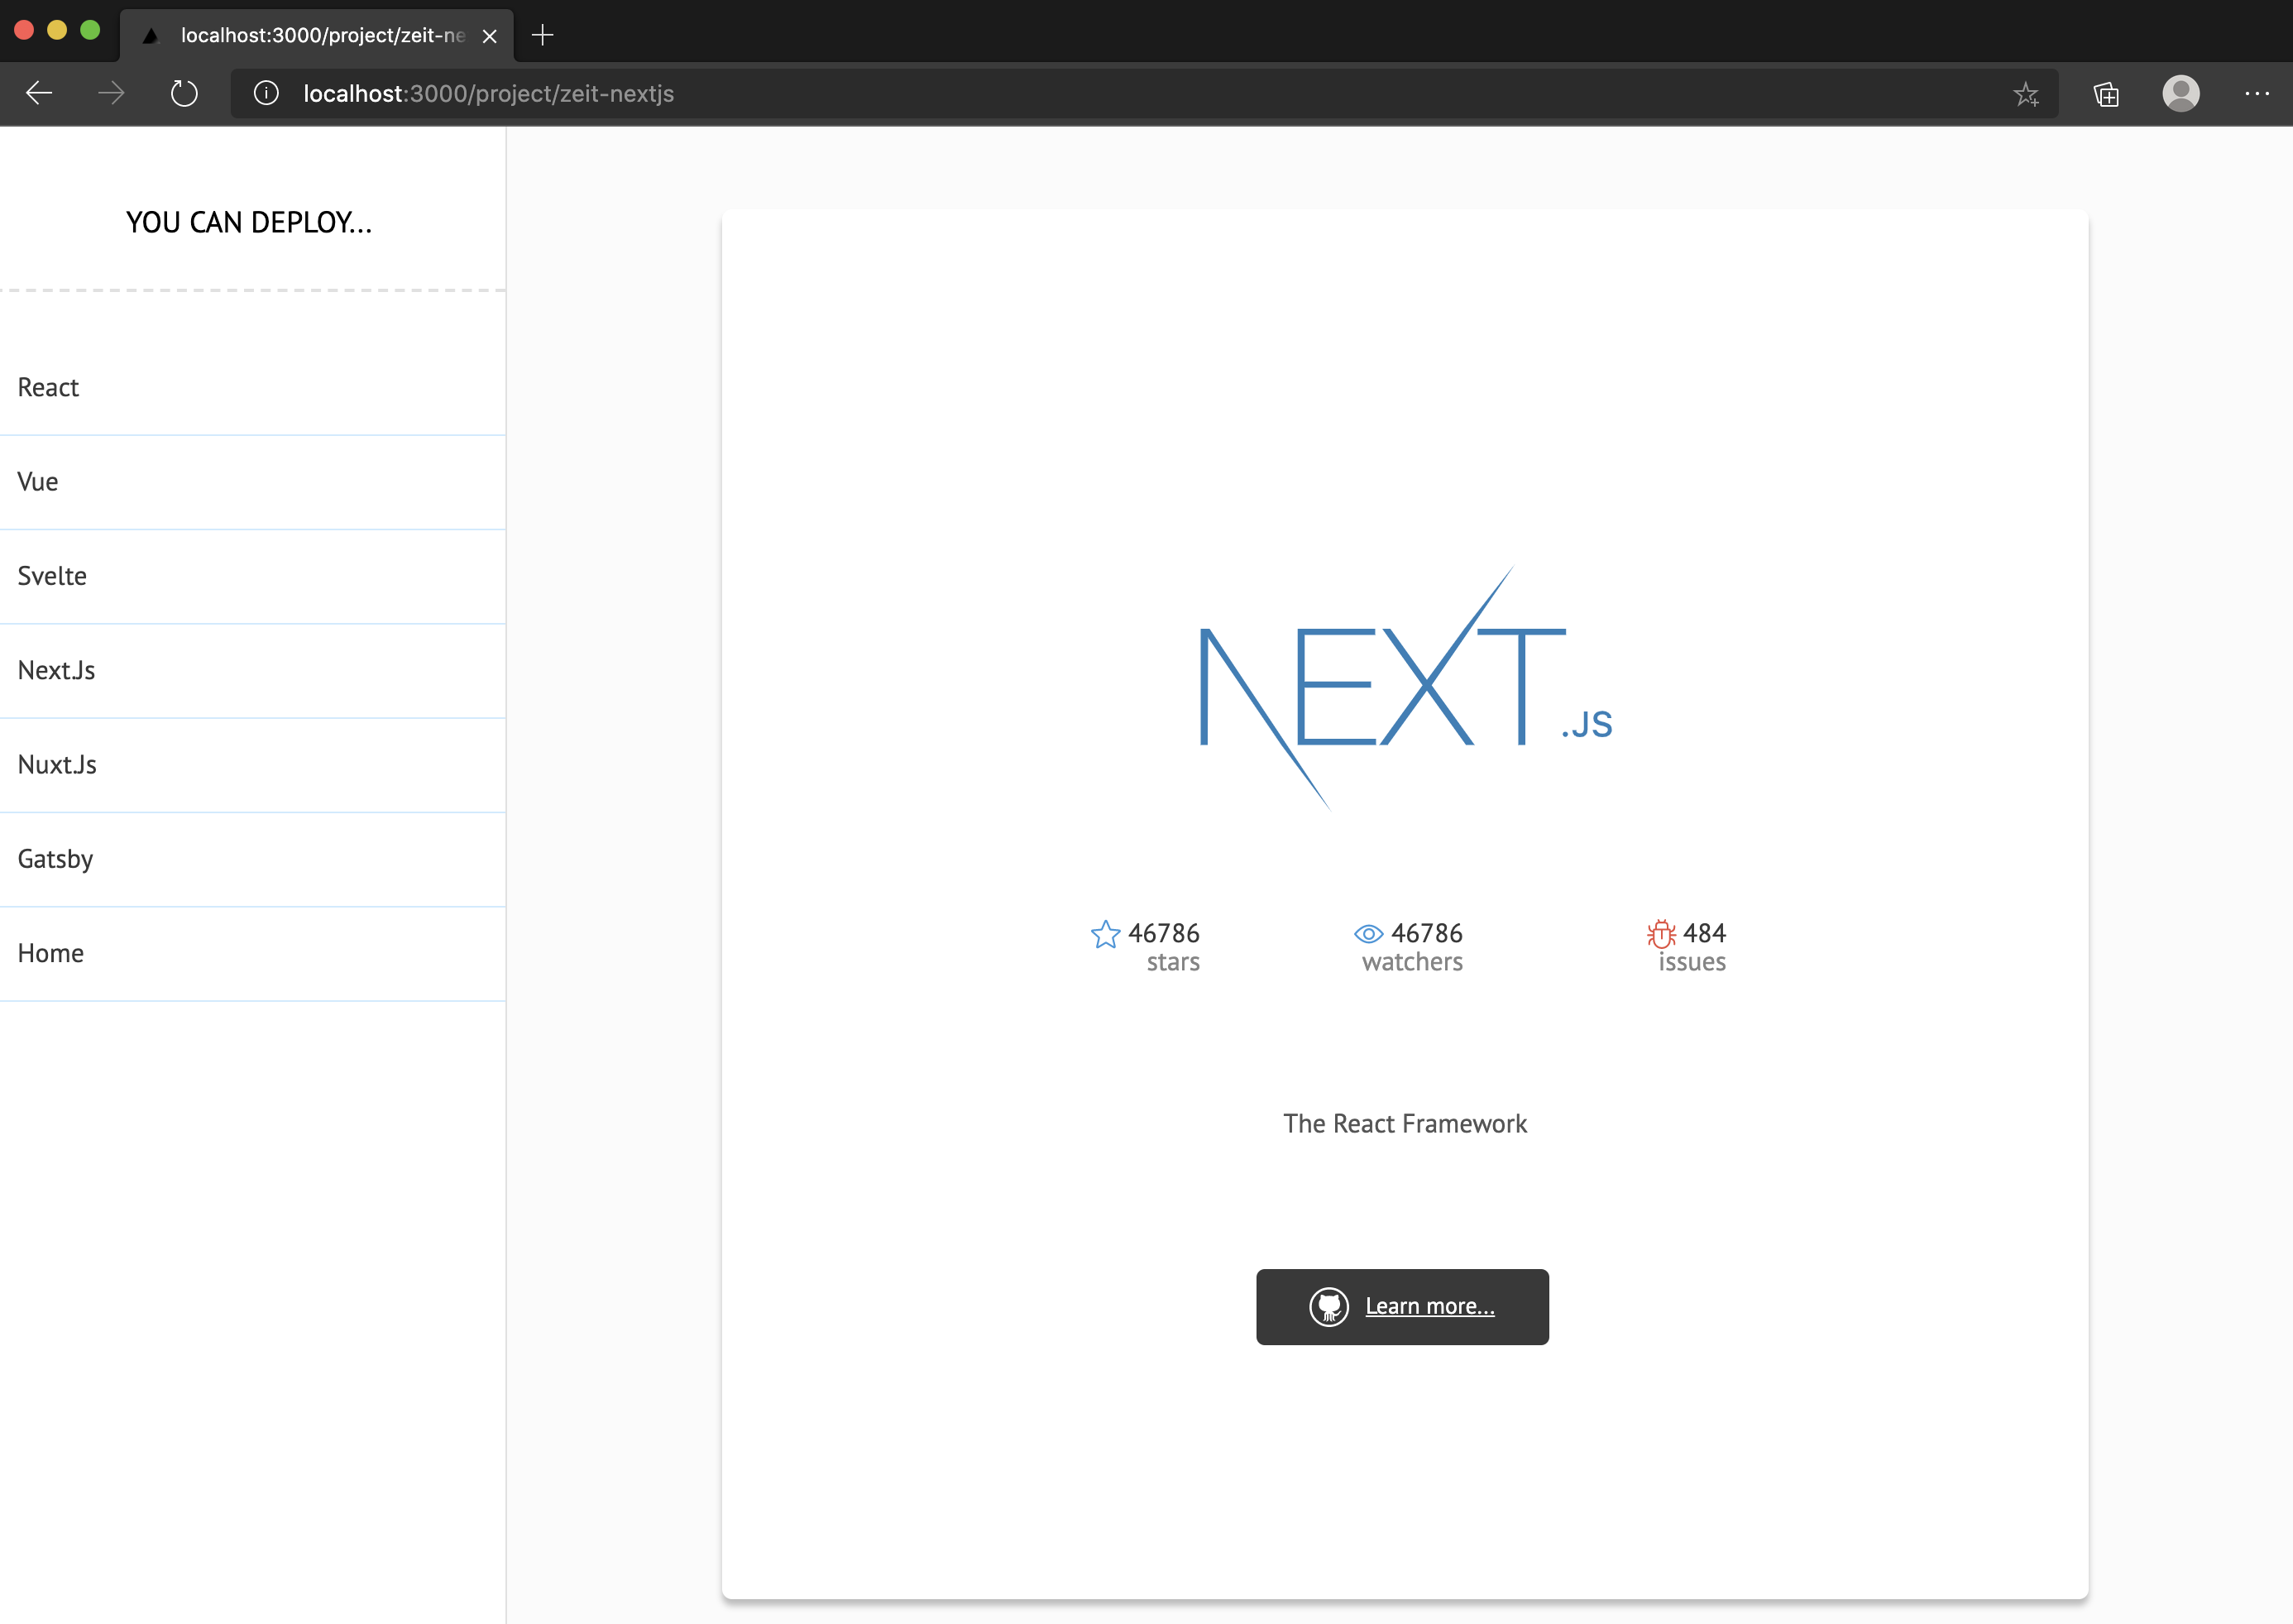 localhost:3000/project/zeit-ne
localhost:3000/project/zeit-nextjs
YOU CAN DEPLOY...
React
Vue
Svelte
Next.Js
Nuxt.Js
Gatsby
Home
NEXT.JS
46786 46786 484
stars watchers issues
The React Framework
Learn more...